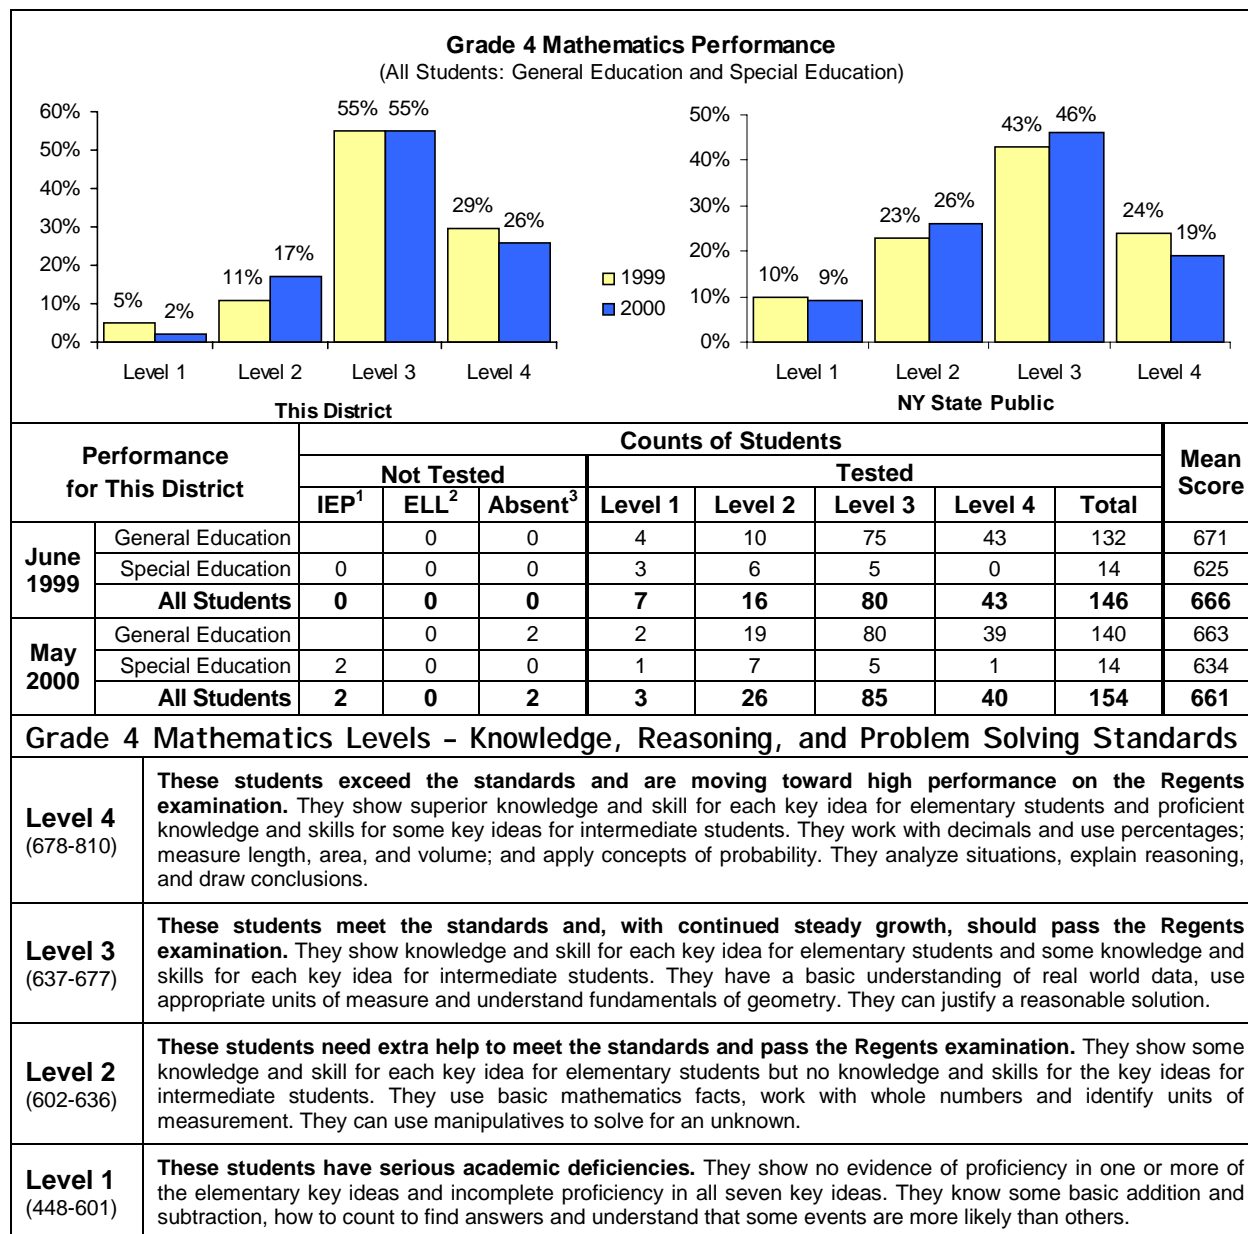 Grade 4 Mathematics Performance
(All Students: General Education and Special Education)
60%
50%
40%
30%
20%
10%
0%
5%
2%
11%
17%
55%
55%
29%
26%
Level 1
Level 2
Level 3
Level 4
This District
1999
2000
50%
40%
30%
20%
10%
0%
10%
9%
23%
26%
43%
46%
24%
19%
Level 1
Level 2
Level 3
Level 4
NY State Public
Performance for This District Counts of Students Mean Score
Not Tested Tested
IEP1 ELL2 Absent3 Level 1 Level 2 Level 3 Level 4 Total
June 1999
General Education 0 0 4 10 75 43 132 671
Special Education 0 0 0 3 6 5 0 14 625
All Students 0 0 0 7 16 80 43 146 666
May 2000
General Education 0 2 2 19 80 39 140 663
Special Education 2 0 0 1 7 5 1 14 634
All Students 2 0 2 3 26 85 40 154 661
Grade 4 Mathematics Levels – Knowledge, Reasoning, and Problem Solving Standards
Level 4
(678-810)
These students exceed the standards and are moving toward high performance on the Regents
examination. They show superior knowledge and skill for each key idea for elementary students and proficient
knowledge and skills for some key ideas for intermediate students. They work with decimals and use percentages;
measure length, area, and volume; and apply concepts of probability. They analyze situations, explain reasoning,
and draw conclusions.
Level 3
(637-677)
These students meet the standards and, with continued steady growth, should pass the Regents
examination. They show knowledge and skill for each key idea for elementary students and some knowledge and
skills for each key idea for intermediate students. They have a basic understanding of real world data, use
appropriate units of measure and understand fundamentals of geometry. They can justify a reasonable solution.
Level 2
(602-636)
These students need extra help to meet the standards and pass the Regents examination. They show some
knowledge and skill for each key idea for elementary students but no knowledge and skills for the key ideas for
intermediate students. They use basic mathematics facts, work with whole numbers and identify units of
measurement. They can use manipulatives to solve for an unknown.
Level 1
(448-601)
These students have serious academic deficiencies. They show no evidence of proficiency in one or more of
the elementary key ideas and incomplete proficiency in all seven key ideas. They know some basic addition and
subtraction, how to count to find answers and understand that some events are more likely than others.